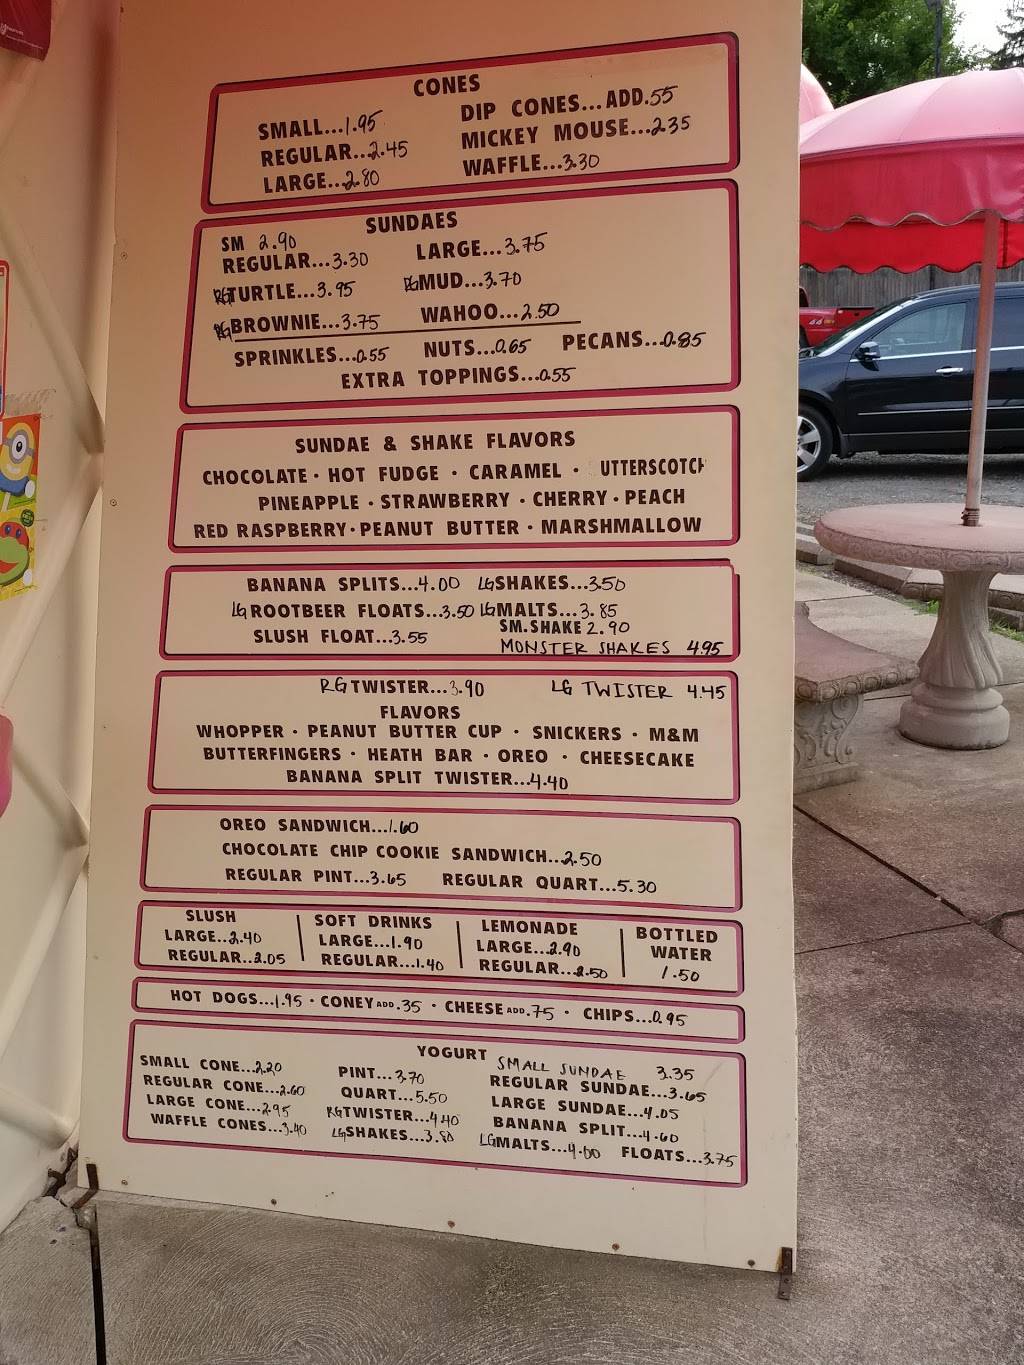 CONES
SMALL...1.95
DIP CONES...ADD.55
REGULAR...2.45
MICKEY MOUSE...2.35
LARGE...2.80
WAFFLE...3.30
SUNDAES
SM 2.90
REGULAR...3.30
LARGE...3.75
RG TURTLE...3.95
RG MUD...3.70
RG BROWNIE...3.75
WAHOO...2.50
SPRINKLES...0.55 NUTS...0.65 PECANS...0.85
EXTRA TOPPINGS...0.55
SUNDAE & SHAKE FLAVORS
CHOCOLATE · HOT FUDGE · CARAMEL · UTTERSCOTCH
PINEAPPLE · STRAWBERRY · CHERRY · PEACH
RED RASPBERRY · PEANUT BUTTER · MARSHMALLOW
BANANA SPLITS...4.00 LG SHAKES...3.50
LG ROOTBEER FLOATS...3.50 LG MALTS...3.85
SLUSH FLOAT...3.55 SM. SHAKE 2.90
MONSTER SHAKES 4.95
RG TWISTER...3.90 LG TWISTER 4.45
FLAVORS
WHOPPER · PEANUT BUTTER CUP · SNICKERS · M&M
BUTTERFINGERS · HEATH BAR · OREO · CHEESECAKE
BANANA SPLIT TWISTER...4.40
OREO SANDWICH...1.60
CHOCOLATE CHIP COOKIE SANDWICH...2.50
REGULAR PINT...3.65 REGULAR QUART...5.30
SLUSH
LARGE...2.40
REGULAR...2.05
SOFT DRINKS
LARGE...1.90
REGULAR...1.40
LEMONADE
LARGE...2.90
REGULAR...2.50
BOTTLED
WATER
1.50
HOT DOGS...1.95 · CONEY ADD .35 · CHEESE ADD .75 · CHIPS...0.95
YOGURT
SMALL CONE...2.20
REGULAR CONE...2.60
LARGE CONE...2.95
WAFFLE CONES...3.40
PINT...3.70
QUART...5.50
RG TWISTER...4.40
LG SHAKES...3.80
SMALL SUNDAE 3.35
REGULAR SUNDAE...3.65
LARGE SUNDAE...4.05
BANANA SPLIT...4.60
LG MALTS...4.00 FLOATS...3.75